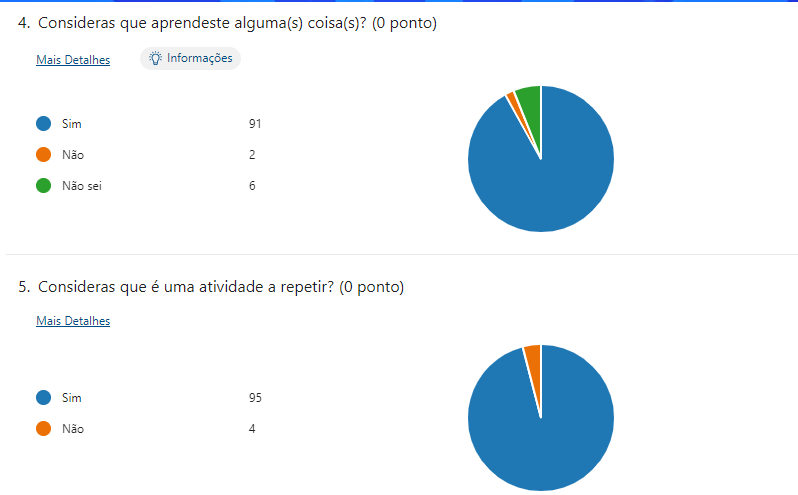 4. Consideras que aprendeste alguma(s) coisa(s)? (0 ponto)
Mais Detalhes Informações
Sim 91
Não 2
Não sei 6
5. Consideras que é uma atividade a repetir? (0 ponto)
Mais Detalhes
Sim 95
Não 4